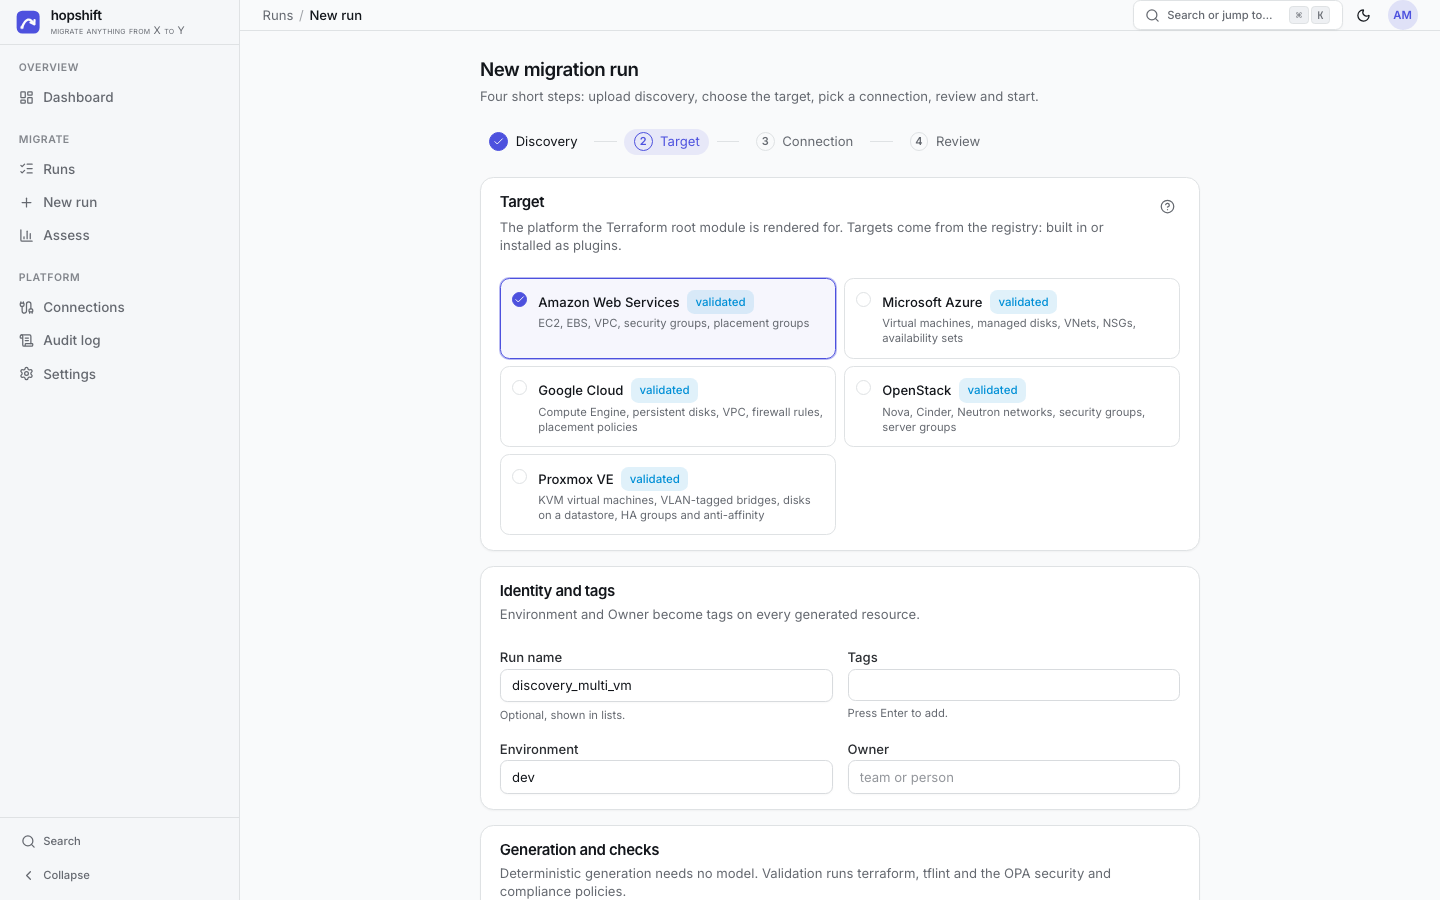 hopshift
MIGRATE ANYTHING FROM X TO Y
OVERVIEW
Dashboard
MIGRATE
Runs
New run
Assess
PLATFORM
Connections
Audit log
Settings
Search
Collapse
Runs / New run
Search or jump to... ⌘ K
AM
New migration run
Four short steps: upload discovery, choose the target, pick a connection, review and start.
Discovery 2 Target 3 Connection 4 Review
Target
The platform the Terraform root module is rendered for. Targets come from the registry: built in or
installed as plugins.
Amazon Web Services validated
EC2, EBS, VPC, security groups, placement groups
Microsoft Azure validated
Virtual machines, managed disks, VNets, NSGs,
availability sets
Google Cloud validated
Compute Engine, persistent disks, VPC, firewall rules,
placement policies
OpenStack validated
Nova, Cinder, Neutron networks, security groups,
server groups
Proxmox VE validated
KVM virtual machines, VLAN-tagged bridges, disks
on a datastore, HA groups and anti-affinity
Identity and tags
Environment and Owner become tags on every generated resource.
Run name
discovery_multi_vm
Optional, shown in lists.
Tags
Press Enter to add.
Environment
dev
Owner
team or person
Generation and checks
Deterministic generation needs no model. Validation runs terraform, tflint and the OPA security and
compliance policies.